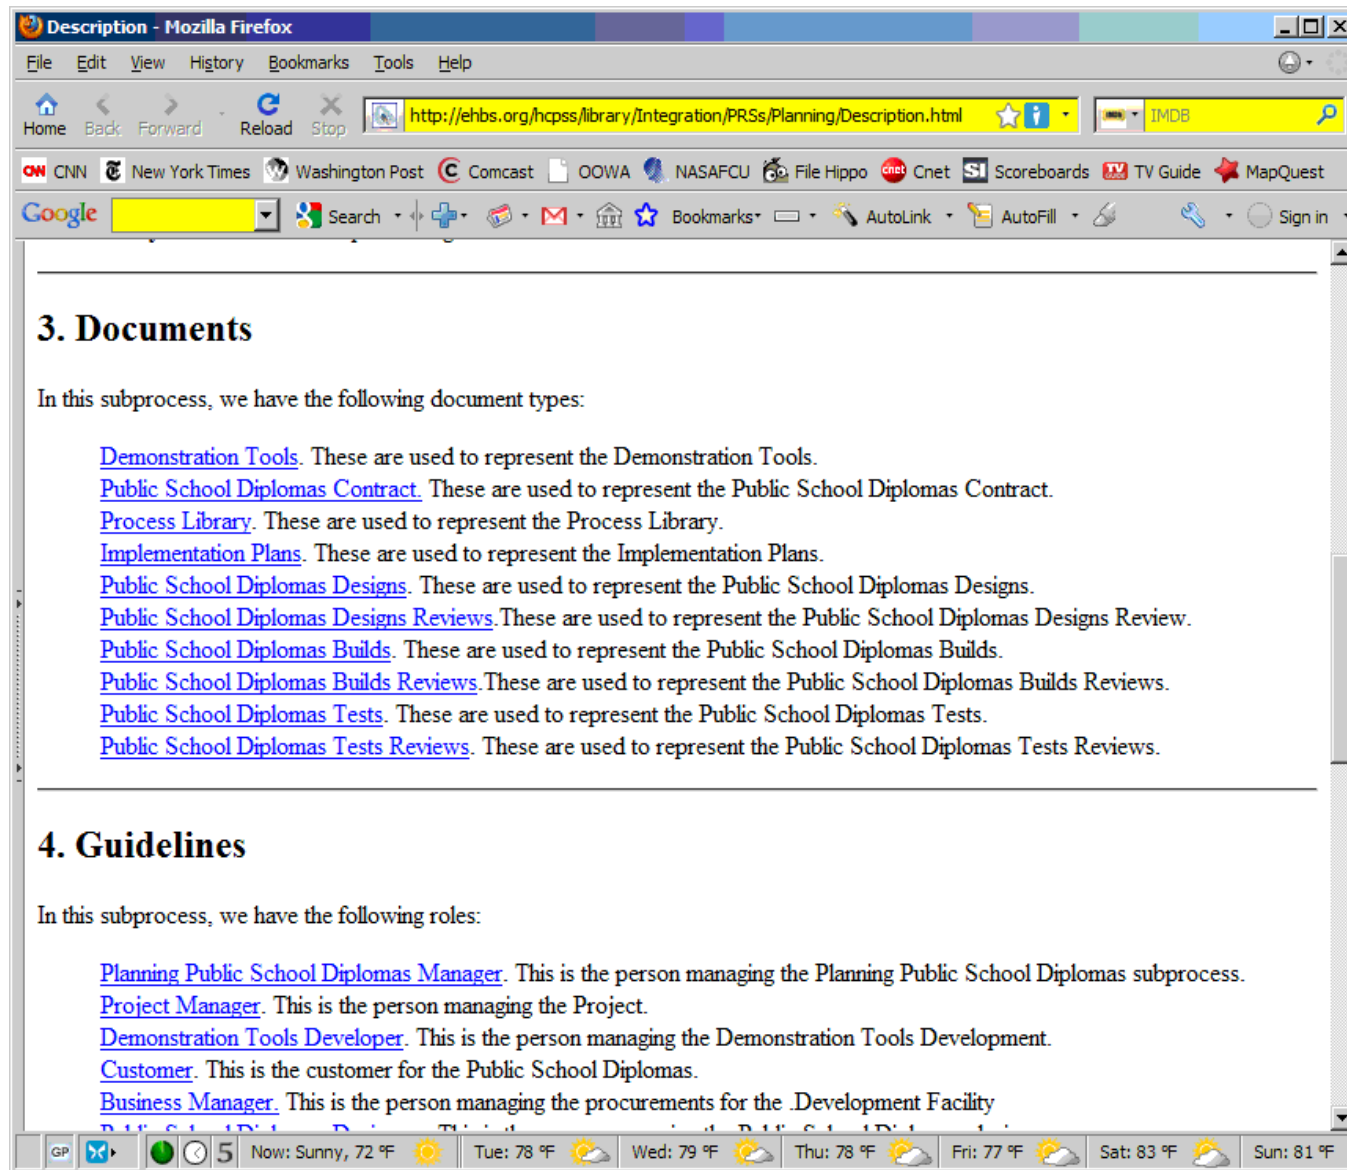 Description - Mozilla Firefox
File Edit View History Bookmarks Tools Help
Home Back Forward Reload Stop http://ehbs.org/hcpss/library/Integration/PRSs/Planning/Description.html IMDB
CNN New York Times Washington Post Comcast OOWA NASAFCU File Hippo Cnet Scoreboards TV Guide MapQuest
Google Search Bookmarks AutoLink AutoFill Sign in
3. Documents
In this subprocess, we have the following document types:
Demonstration Tools. These are used to represent the Demonstration Tools.
Public School Diplomas Contract. These are used to represent the Public School Diplomas Contract.
Process Library. These are used to represent the Process Library.
Implementation Plans. These are used to represent the Implementation Plans.
Public School Diplomas Designs. These are used to represent the Public School Diplomas Designs.
Public School Diplomas Designs Reviews.These are used to represent the Public School Diplomas Designs Review.
Public School Diplomas Builds. These are used to represent the Public School Diplomas Builds.
Public School Diplomas Builds Reviews.These are used to represent the Public School Diplomas Builds Reviews.
Public School Diplomas Tests. These are used to represent the Public School Diplomas Tests.
Public School Diplomas Tests Reviews. These are used to represent the Public School Diplomas Tests Reviews.
4. Guidelines
In this subprocess, we have the following roles:
Planning Public School Diplomas Manager. This is the person managing the Planning Public School Diplomas subprocess.
Project Manager. This is the person managing the Project.
Demonstration Tools Developer. This is the person managing the Demonstration Tools Development.
Customer. This is the customer for the Public School Diplomas.
Business Manager. This is the person managing the procurements for the .Development Facility
GP 5 Now: Sunny, 72 °F Tue: 78 °F Wed: 79 °F Thu: 78 °F Fri: 77 °F Sat: 83 °F Sun: 81 °F